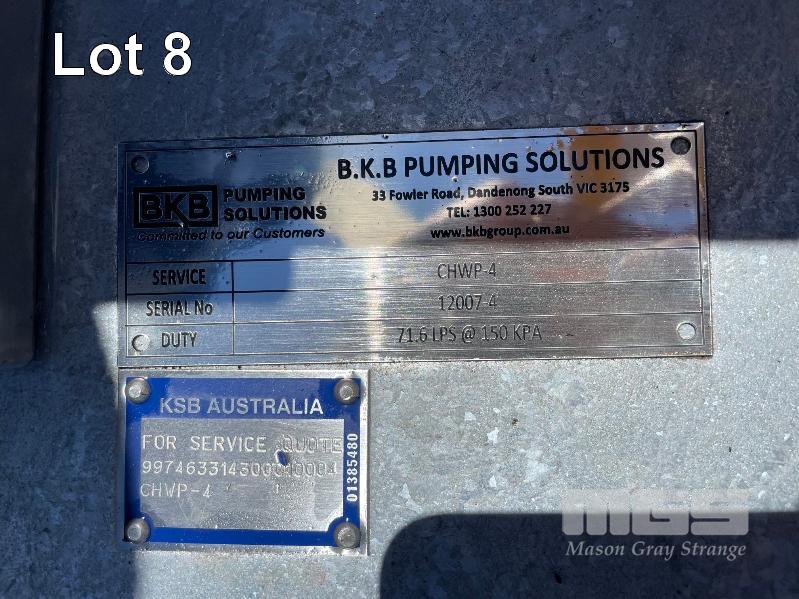 Lot 8
B.K.B PUMPING SOLUTIONS
33 Fowler Road, Dandenong South VIC 3175
TEL: 1300 252 227
www.bkbgroup.com.au
BKB PUMPING SOLUTIONS
Committed to our Customers
SERVICE CHWP-4
SERIAL No 12007-4
DUTY 71.6 LPS @ 150 KPA
KSB AUSTRALIA
FOR SERVICE QUOTE
CHWP-4
01385480
MGS
Mason Gray Strange